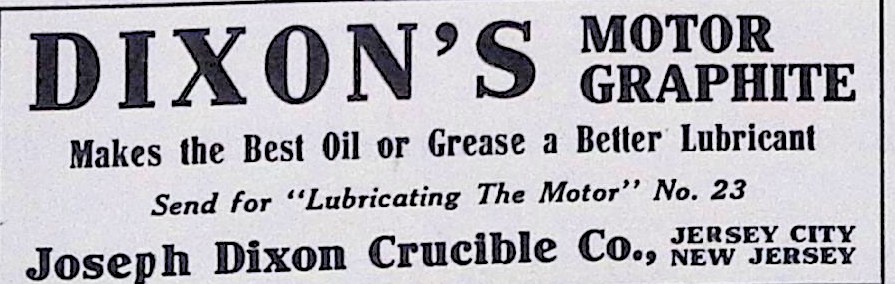 DIXON'S MOTOR GRAPHITE
Makes the Best Oil or Grease a Better Lubricant
Send for "Lubricating The Motor" No. 23
Joseph Dixon Crucible Co., JERSEY CITY NEW JERSEY